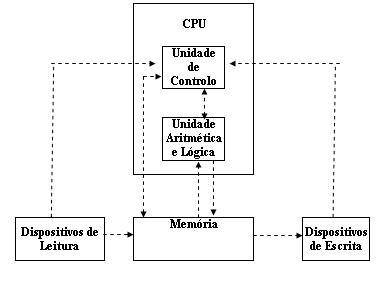 CPU
Unidade
de
Controlo
Unidade
Aritmética
e Lógica
Dispositivos de
Leitura
Memória
Dispositivos
de Escrita